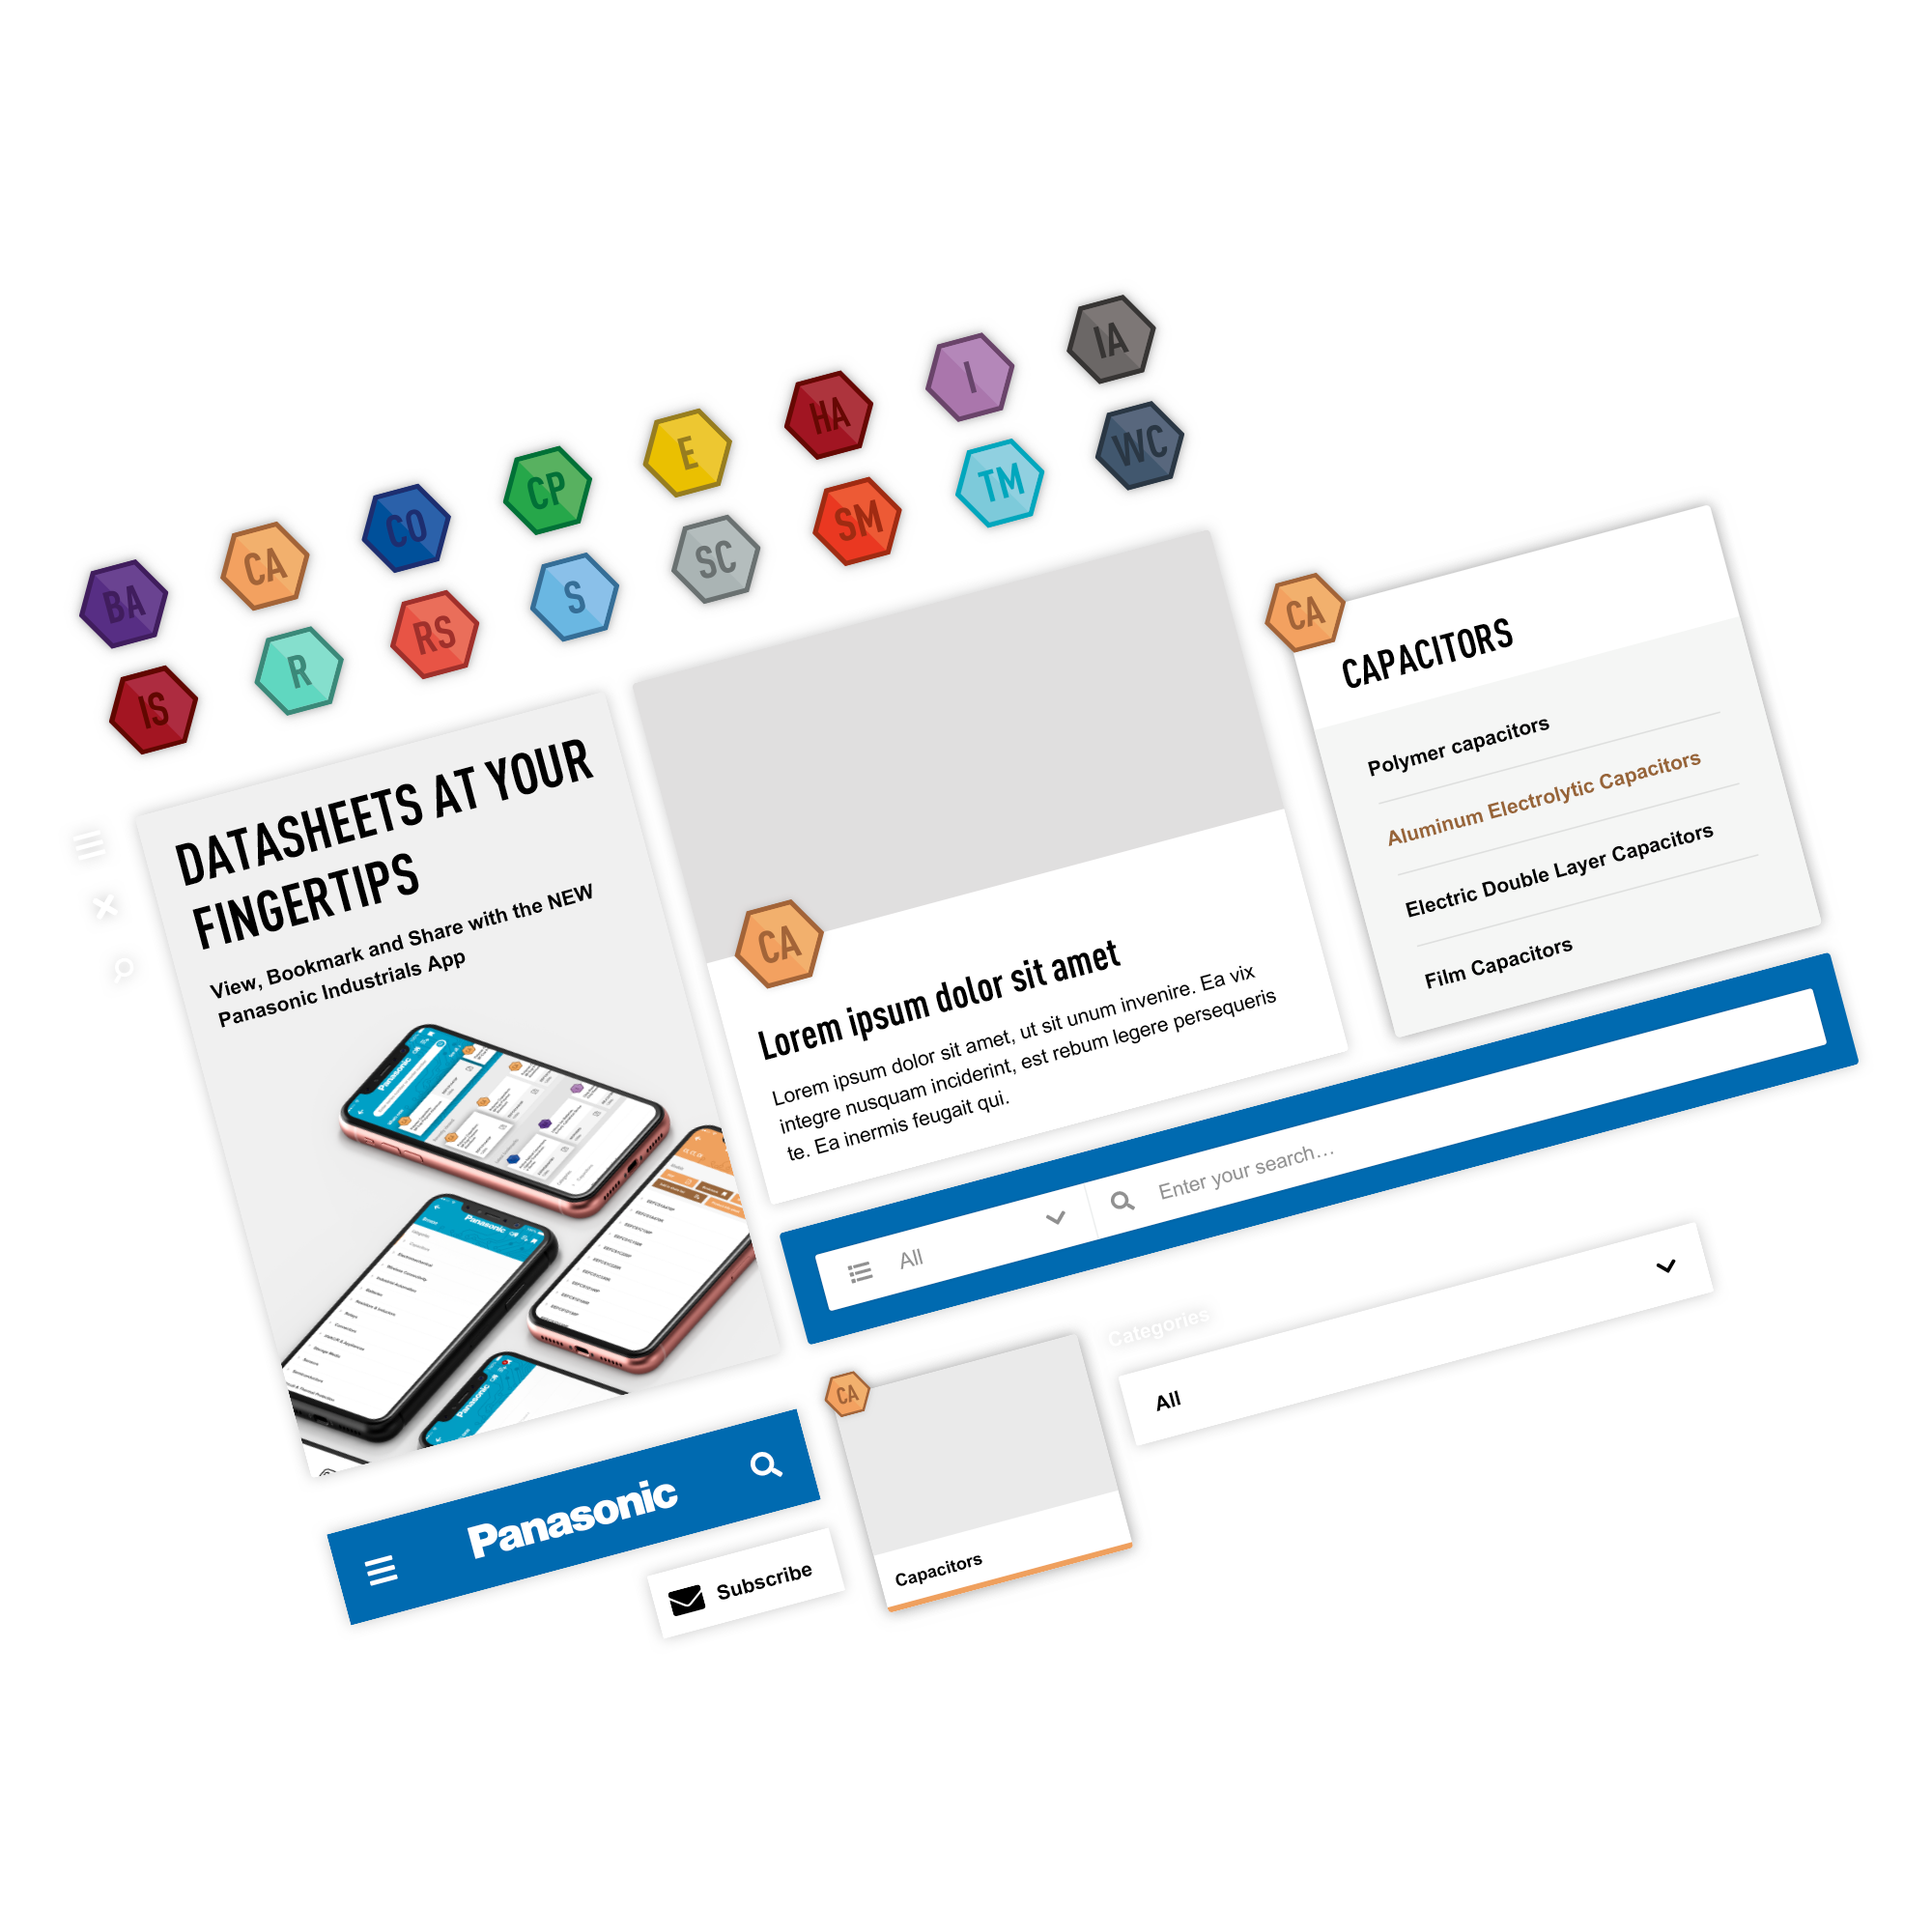 BA
CA
CO
CP
E
HA
I
IA
IS
R
RS
S
SC
SM
TM
WC
DATASHEETS AT YOUR
FINGERTIPS
View, Bookmark and Share with the NEW
Panasonic Industrials App
Panasonic
Panasonic
Panasonic
CA
Lorem ipsum dolor sit amet
Lorem ipsum dolor sit amet, ut sit unum invenire. Ea vix
integre nusquam inciderint, est rebum legere persequeris
te. Ea inermis feugait qui.
CA
CAPACITORS
Polymer capacitors
Aluminum Electrolytic Capacitors
Electric Double Layer Capacitors
Film Capacitors
All
Enter your search...
Panasonic
Subscribe
CA
Capacitors
Categories
All